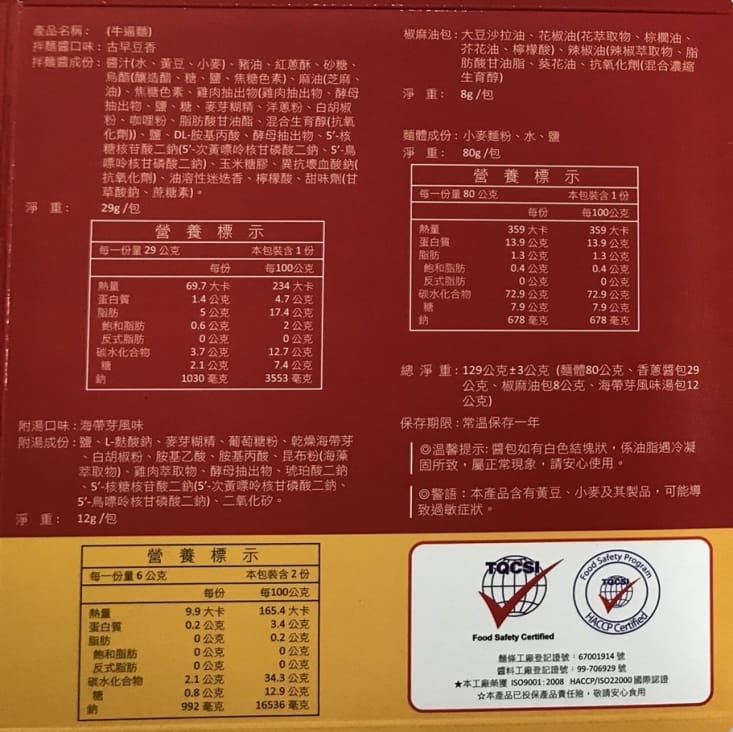 產品名稱：(牛逼麵)
拌麵醬口味：古早豆香
拌麵醬成份：醬汁(水、黃豆、小麥)、豬油、紅蔥酥、砂糖、
烏醋(釀造醋、糖、鹽、焦糖色素)、麻油(芝麻、
油)、焦糖色素、雞肉抽出物(雞肉抽出物、酵母
抽出物、鹽、糖、麥芽糊精、洋蔥粉、白胡椒
粉、咖哩粉、脂肪酸甘油酯、混合生育醇(抗氧
化劑))、鹽、DL-胺基丙酸、酵母抽出物、5'-核
糖核苷酸二鈉(5'-次黃嘌呤核苷磷酸二鈉、5'-鳥
嘌呤核苷磷酸二鈉)、玉米糖膠、異抗壞血酸鈉(
抗氧化劑)、油溶性迷迭香、檸檬酸、甜味劑(甘
草酸鈉、蔗糖素)。
淨 重： 29g/包
營 養 標 示
每一份量 29 公克 本包裝含 1 份
每份 每100公克
熱量 69.7 大卡 234 大卡
蛋白質 1.4 公克 4.7 公克
脂肪 5 公克 17.4 公克
飽和脂肪 0.6 公克 2 公克
反式脂肪 0 公克 0 公克
碳水化合物 3.7 公克 12.7 公克
糖 2.1 公克 7.4 公克
鈉 1030 毫克 3553 毫克
附湯口味：海帶芽風味
附湯成份：鹽、L-麩酸鈉、麥芽糊精、葡萄糖粉、乾燥海帶芽
、白胡椒粉、胺基乙酸、胺基丙酸、昆布粉(海藻
萃取物)、雞肉萃取物、酵母抽出物、琥珀酸二鈉
、5'-核糖核苷酸二鈉(5'-次黃嘌呤核苷磷酸二鈉、
5'-鳥嘌呤核苷磷酸二鈉)、二氧化矽。
淨 重： 12g/包
營 養 標 示
每一份量 6 公克 本包裝含 2 份
每份 每100公克
熱量 9.9 大卡 165.4 大卡
蛋白質 0.2 公克 3.4 公克
脂肪 0 公克 0.2 公克
飽和脂肪 0 公克 0 公克
反式脂肪 0 公克 0 公克
碳水化合物 2.1 公克 34.3 公克
糖 0.8 公克 12.9 公克
鈉 992 毫克 16536 毫克
椒麻油包：大豆沙拉油、花椒油(花萃取物、棕櫚油、
芥花油、檸檬酸)、辣椒油(辣椒萃取物、脂
肪酸甘油脂、葵花油、抗氧化劑(混合濃縮
生育醇)
淨 重： 8g/包
麵體成份：小麥麵粉、水、鹽
淨 重： 80g/包
營 養 標 示
每一份量 80 公克 本包裝含 1 份
每份 每100公克
熱量 359 大卡 359 大卡
蛋白質 13.9 公克 13.9 公克
脂肪 1.3 公克 1.3 公克
飽和脂肪 0.4 公克 0.4 公克
反式脂肪 0 公克 0 公克
碳水化合物 72.9 公克 72.9 公克
糖 7.9 公克 7.9 公克
鈉 678 毫克 678 毫克
總 淨 重：129公克±3公克 (麵體80公克、香蔥醬包29
公克、椒麻油包8公克、海帶芽風味湯包12
公克)
保存期限：常溫保存一年
◎溫馨提示: 醬包如有白色結塊狀，係油脂遇冷凝
固所致，屬正常現象，請安心使用。
◎警語：本產品含有黃豆、小麥及其製品，可能導
致過敏症狀。
TQCSI
Food Safety Certified
Food Safety Program
TQCSI
HACCP Certified
麵條工廠登記證號：67001914 號
醬料工廠登記證號：99-706929 號
★本工廠榮獲 ISO9001:2008 HACCP/ISO22000 國際認證
☆本產品已投保產品責任險，敬請安心食用